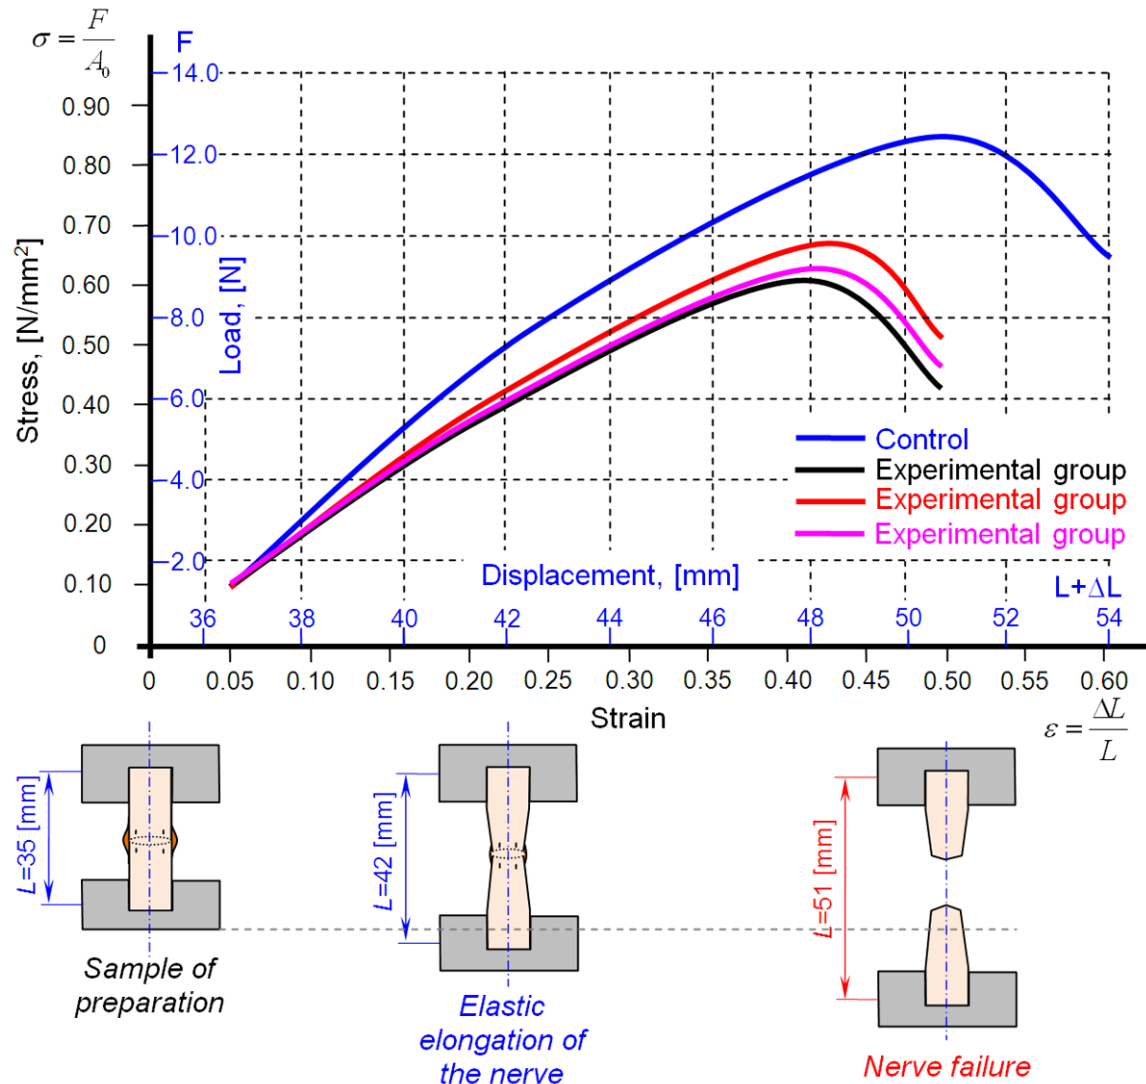 σ = F / A₀
F
14.0
0.90
12.0
0.80
0.70
10.0
0.60
8.0
0.50
6.0
0.40
0.30
4.0
0.20
2.0
0.10
0
Stress, [N/mm²]
Load, [N]
Control
Experimental group
Experimental group
Experimental group
Displacement, [mm]
L+ΔL
36 38 40 42 44 46 48 50 52 54
0 0.05 0.10 0.15 0.20 0.25 0.30 0.35 0.40 0.45 0.50 0.60
Strain
ε = ΔL / L
L=35 [mm]
L=42 [mm]
L=51 [mm]
Sample of
preparation
Elastic
elongation of
the nerve
Nerve failure